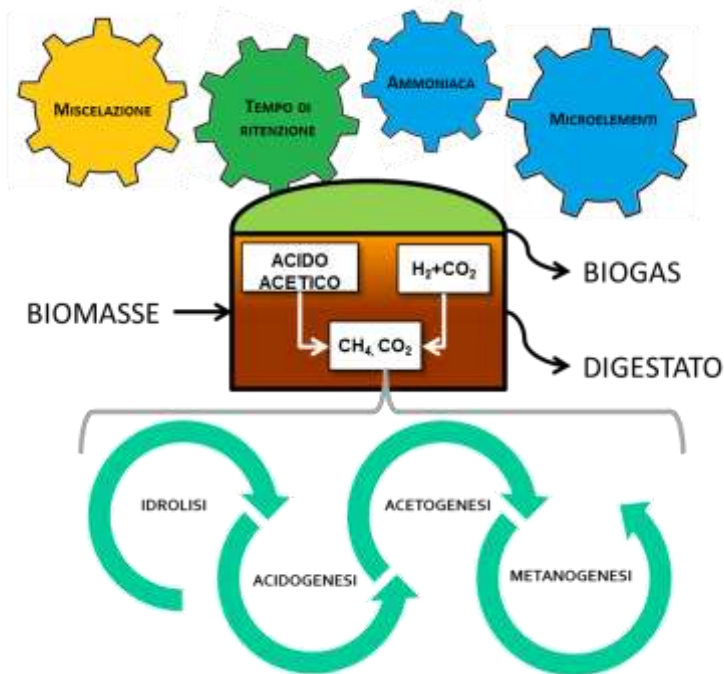 MISCELAZIONE
TEMPO DI
RITENZIONE
AMMONIACA
MICROELEMENTI
ACIDO
ACETICO
H₂+CO₂
BIOGAS
BIOMASSE
CH₄, CO₂
DIGESTATO
IDROLISI
ACETOGENESI
ACIDOGENESI
METANOGENESI